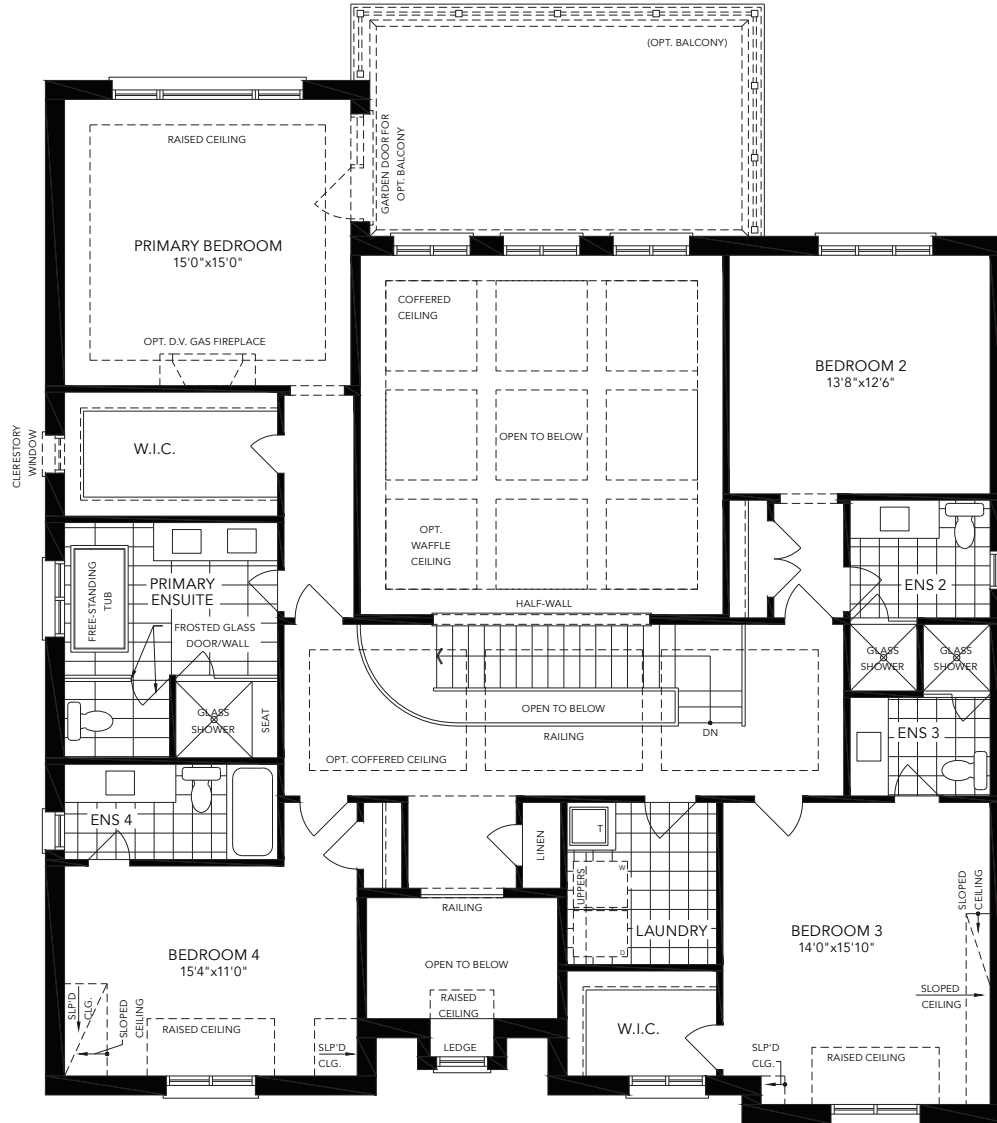 (OPT. BALCONY)
GARDEN DOOR FOR
OPT. BALCONY
RAISED CEILING
PRIMARY BEDROOM
15'0"x15'0"
OPT. D.V. GAS FIREPLACE
COFFERED
CEILING
OPEN TO BELOW
OPT.
WAFFLE
CEILING
HALF-WALL
BEDROOM 2
13'8"x12'6"
CLERESTORY
WINDOW
W.I.C.
FREE-STANDING
TUB
PRIMARY
ENSUITE
FROSTED GLASS
DOOR/WALL
GLASS
SHOWER
SEAT
ENS 2
GLASS
SHOWER
GLASS
SHOWER
ENS 3
OPEN TO BELOW
RAILING
DN
OPT. COFFERED CEILING
ENS 4
LINEN
T
UPPERS
W
D
LAUNDRY
RAILING
OPEN TO BELOW
RAISED
CEILING
LEDGE
BEDROOM 4
15'4"x11'0"
SLP'D
CLG.
SLOPED
CEILING
RAISED CEILING
SLP'D
CLG.
W.I.C.
BEDROOM 3
14'0"x15'10"
SLOPED
CEILING
SLOPED
CEILING
SLP'D
CLG.
RAISED CEILING